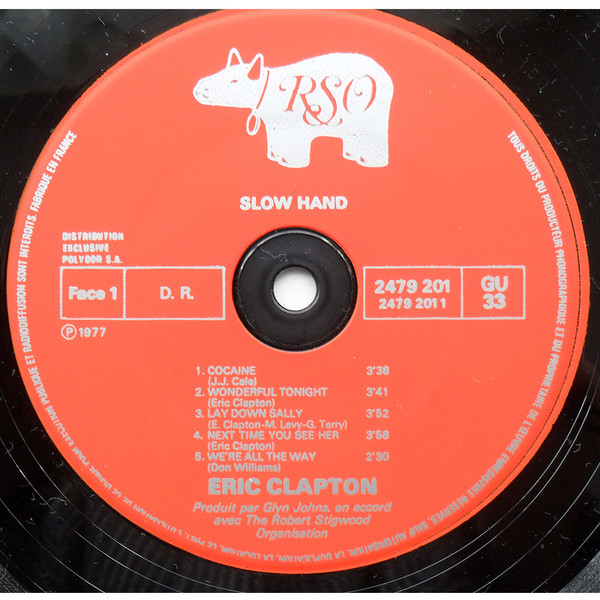 RSO
SLOW HAND
DISTRIBUTION
EXCLUSIVE
POLYDOR S.A.
Face 1
D. R.
2479 201
2479 201 1
GU
33
Ⓟ 1977
1. COCAINE 3'38
(J.J. Cale)
2. WONDERFUL TONIGHT 3'41
(Eric Clapton)
3. LAY DOWN SALLY 3'52
(E. Clapton-M. Levy-G. Terry)
4. NEXT TIME YOU SEE HER 3'58
(Eric Clapton)
5. WE'RE ALL THE WAY 2'30
(Don Williams)
ERIC CLAPTON
Produit par Glyn Johns, en accord
avec The Robert Stigwood
Organisation
TOUS DROITS DU PRODUCTEUR PHONOGRAPHIQUE ET DU PROPRIETAIRE DE L'ŒUVRE ENREGISTREE RESERVES. SAUF AUTORISATION, LA DUPLICATION, LA LOCATION, LE PRET, L'UTILISATION DE CE DISQUE POUR EXECUTION PUBLIQUE ET RADIODIFFUSION SONT INTERDITS. FABRIQUE EN FRANCE